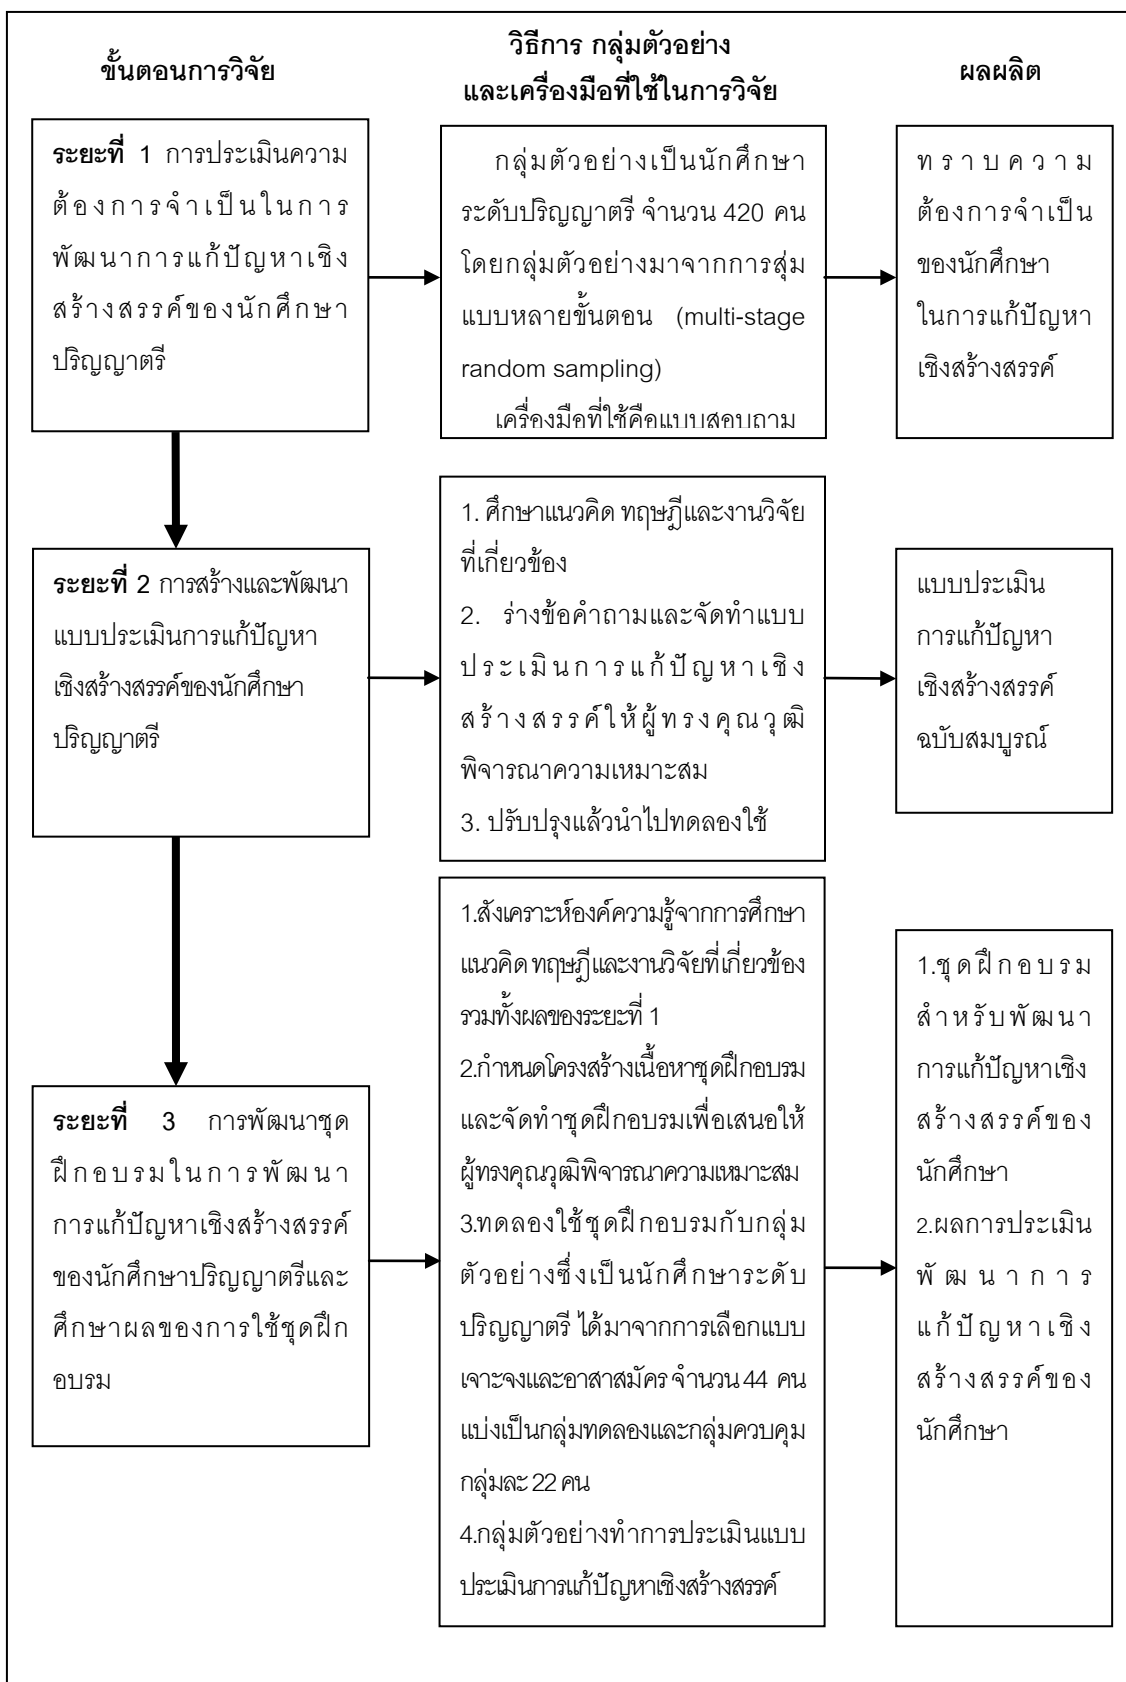 ขั้นตอนการวิจัย
วิธีการ กลุ่มตัวอย่าง
และเครื่องมือที่ใช้ในการวิจัย
ผลผลิต
ระยะที่ 1 การประเมินความ
ต้องการจำเป็นในการ
พัฒนาการแก้ปัญหาเชิง
สร้างสรรค์ของนักศึกษา
ปริญญาตรี
กลุ่มตัวอย่างเป็นนักศึกษา
ระดับปริญญาตรี จำนวน 420 คน
โดยกลุ่มตัวอย่างมาจากการสุ่ม
แบบหลายขั้นตอน (multi-stage
random sampling)
เครื่องมือที่ใช้คือแบบสอบถาม
ทราบความ
ต้องการจำเป็น
ของนักศึกษา
ในการแก้ปัญหา
เชิงสร้างสรรค์
ระยะที่ 2 การสร้างและพัฒนา
แบบประเมินการแก้ปัญหา
เชิงสร้างสรรค์ของนักศึกษา
ปริญญาตรี
1. ศึกษาแนวคิด ทฤษฎีและงานวิจัย
ที่เกี่ยวข้อง
2. ร่างข้อคำถามและจัดทำแบบ
ประเมินการแก้ปัญหาเชิง
สร้างสรรค์ให้ผู้ทรงคุณวุฒิ
พิจารณาความเหมาะสม
3. ปรับปรุงแล้วนำไปทดลองใช้
แบบประเมิน
การแก้ปัญหา
เชิงสร้างสรรค์
ฉบับสมบูรณ์
ระยะที่ 3 การพัฒนาชุด
ฝึกอบรมในการพัฒนา
การแก้ปัญหาเชิงสร้างสรรค์
ของนักศึกษาปริญญาตรีและ
ศึกษาผลของการใช้ชุดฝึก
อบรม
1.สังเคราะห์องค์ความรู้จากการศึกษา
แนวคิด ทฤษฎีและงานวิจัยที่เกี่ยวข้อง
รวมทั้งผลของระยะที่ 1
2.กำหนดโครงสร้างเนื้อหาชุดฝึกอบรม
และจัดทำชุดฝึกอบรมเพื่อเสนอให้
ผู้ทรงคุณวุฒิพิจารณาความเหมาะสม
3.ทดลองใช้ชุดฝึกอบรมกับกลุ่ม
ตัวอย่างซึ่งเป็นนักศึกษาระดับ
ปริญญาตรี ได้มาจากการเลือกแบบ
เจาะจงและอาสาสมัคร จำนวน 44 คน
แบ่งเป็นกลุ่มทดลองและกลุ่มควบคุม
กลุ่มละ 22 คน
4.กลุ่มตัวอย่างทำการประเมินแบบ
ประเมินการแก้ปัญหาเชิงสร้างสรรค์
1.ชุดฝึกอบรม
สำหรับพัฒนา
การแก้ปัญหาเชิง
สร้างสรรค์ของ
นักศึกษา
2.ผลการประเมิน
พัฒนาการ
แก้ปัญหาเชิง
สร้างสรรค์ของ
นักศึกษา